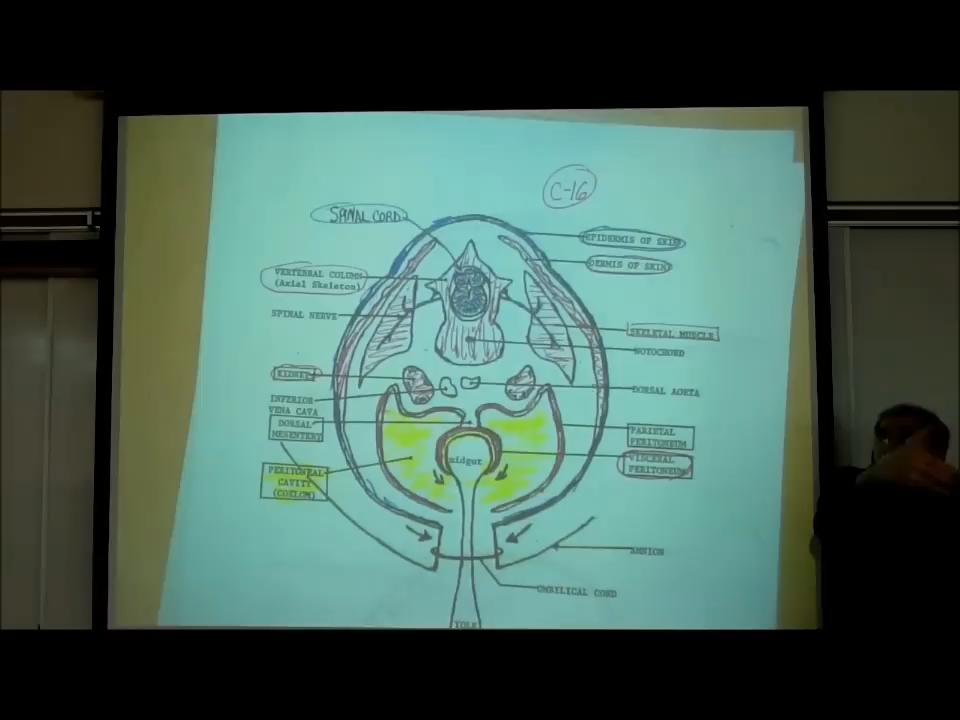 C-16
SPINAL CORD
EPIDERMIS OF SKIN
DERMIS OF SKIN
VERTEBRAL COLUMN
(Axial Skeleton)
SPINAL NERVE
SKELETAL MUSCLE
NOTOCHORD
KIDNEY
DORSAL AORTA
INFERIOR
VENA CAVA
DORSAL
MESENTERY
PARIETAL
PERITONEUM
midgut
VISCERAL
PERITONEUM
PERITONEAL
CAVITY
(COELOM)
AMNION
UMBILICAL CORD
YOLK